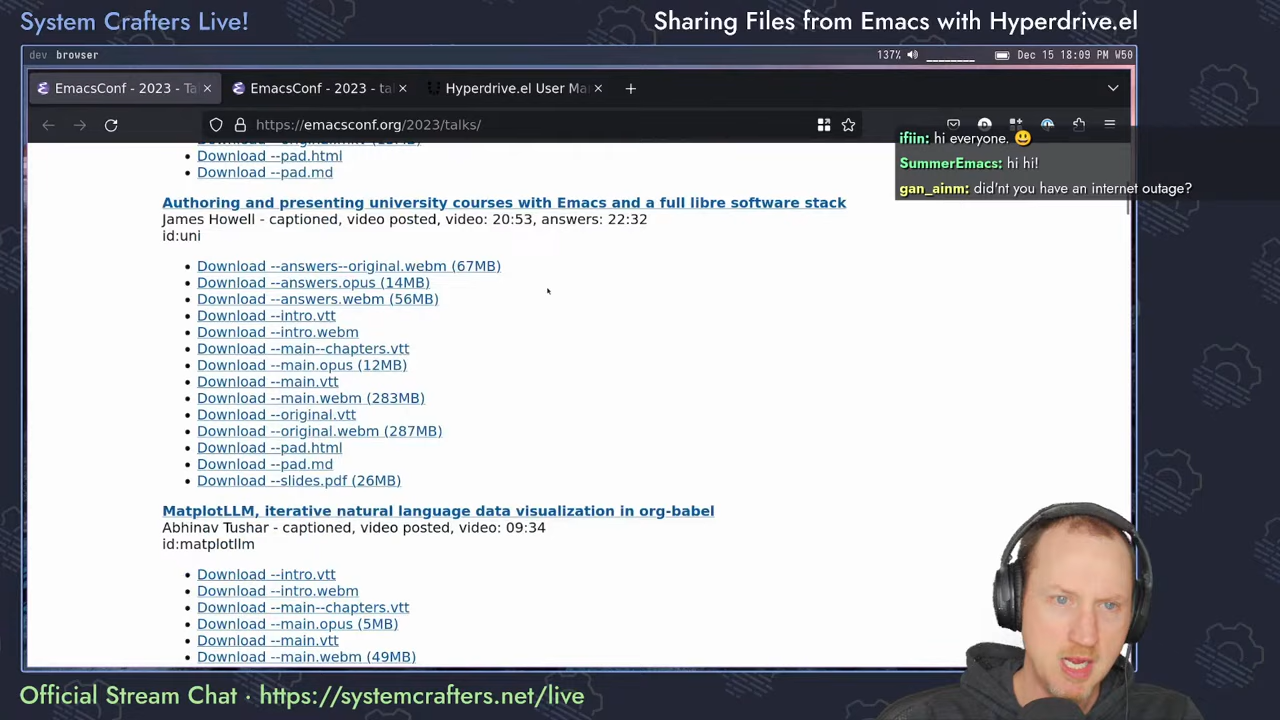 System Crafters Live!
Sharing Files from Emacs with Hyperdrive.el
dev browser
137%
Dec 15 18:09 PM W50
EmacsConf - 2023 - Ta
EmacsConf - 2023 - tal
Hyperdrive.el User Ma
https://emacsconf.org/2023/talks/
ifiin: hi everyone. 😃
SummerEmacs: hi hi!
gan_ainm: did'nt you have an internet outage?
Download --pad.html
Download --pad.md
Authoring and presenting university courses with Emacs and a full libre software stack
James Howell - captioned, video posted, video: 20:53, answers: 22:32
id:uni
Download --answers--original.webm (67MB)
Download --answers.opus (14MB)
Download --answers.webm (56MB)
Download --intro.vtt
Download --intro.webm
Download --main--chapters.vtt
Download --main.opus (12MB)
Download --main.vtt
Download --main.webm (283MB)
Download --original.vtt
Download --original.webm (287MB)
Download --pad.html
Download --pad.md
Download --slides.pdf (26MB)
MatplotLLM, iterative natural language data visualization in org-babel
Abhinav Tushar - captioned, video posted, video: 09:34
id:matplotllm
Download --intro.vtt
Download --intro.webm
Download --main--chapters.vtt
Download --main.opus (5MB)
Download --main.vtt
Download --main.webm (49MB)
Official Stream Chat · https://systemcrafters.net/live